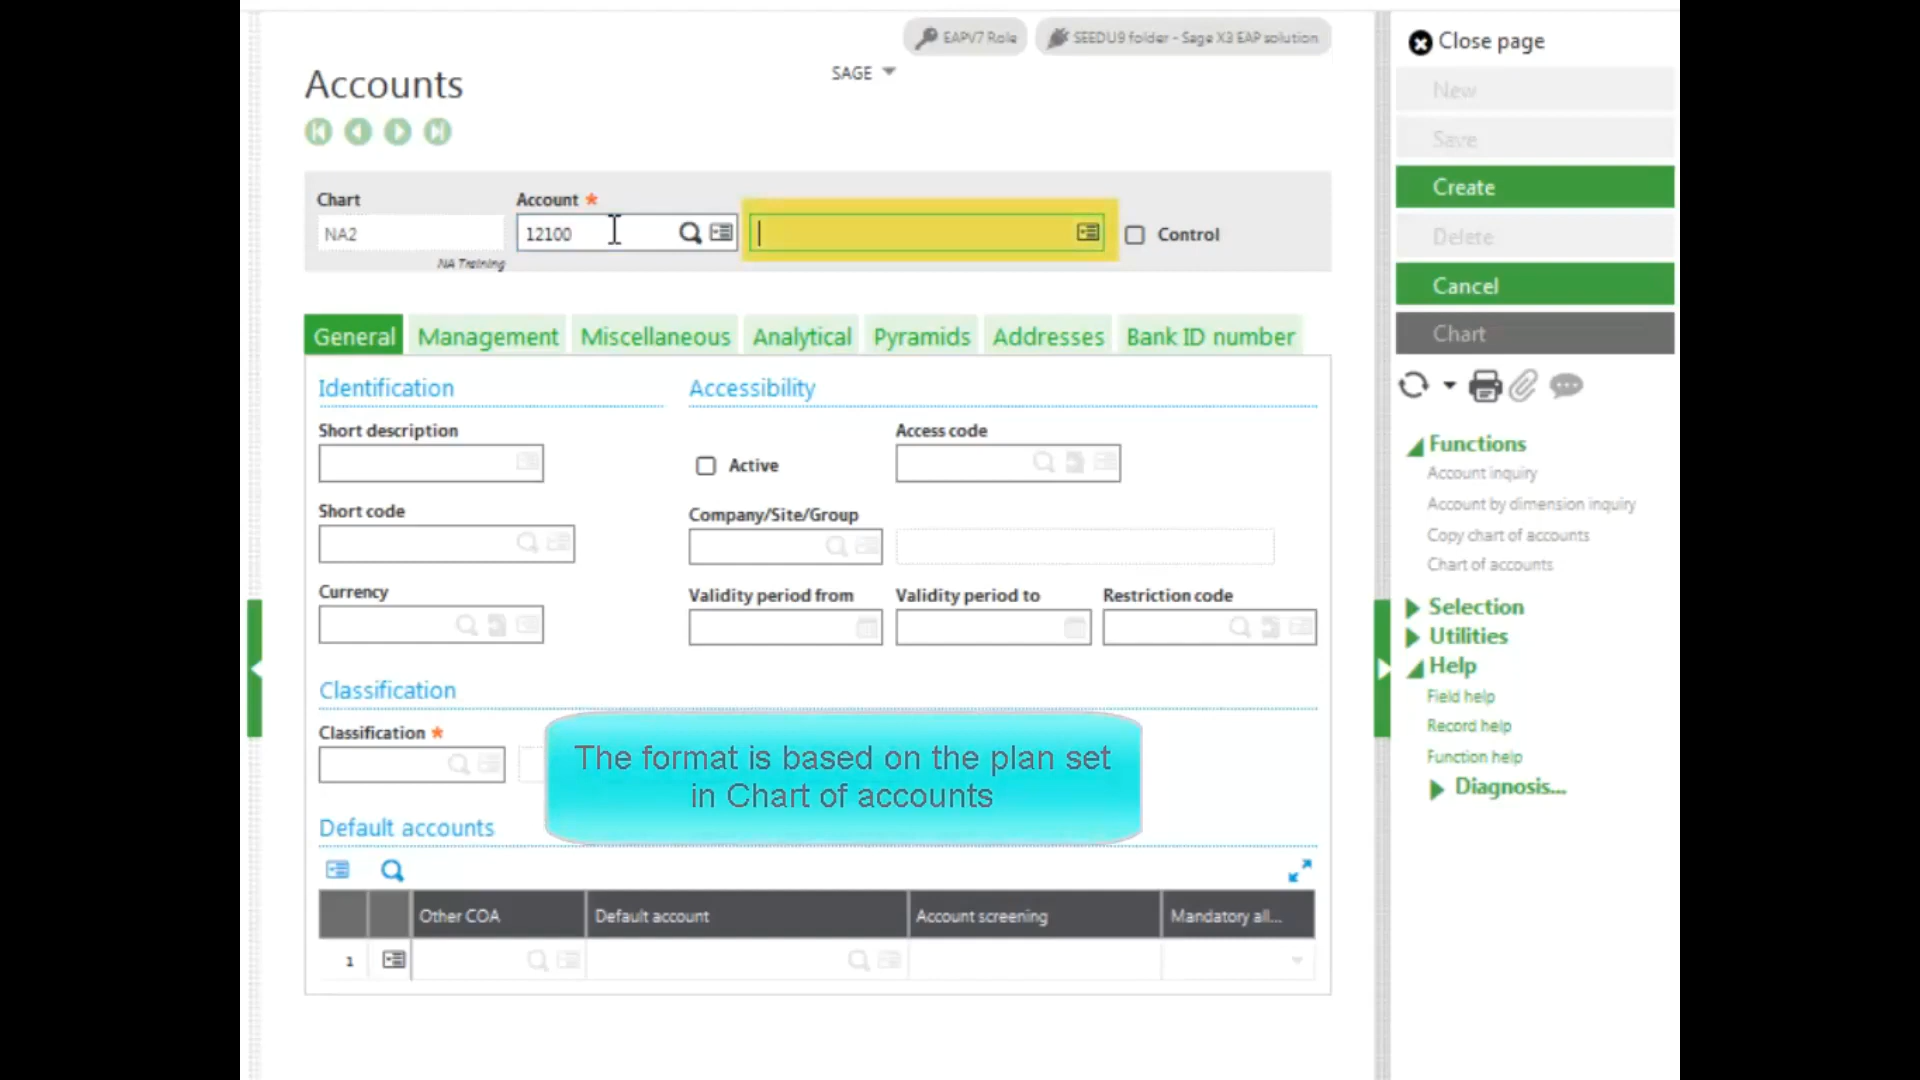 EAPV7 Role
SEEDU9 folder - Sage X3 EAP solution
Close page
SAGE
Accounts
New
Save
Create
Delete
Cancel
Chart
Chart
Account *
NA2
12100
Control
NA Training
General
Management
Miscellaneous
Analytical
Pyramids
Addresses
Bank ID number
Identification
Accessibility
Short description
Access code
Active
Short code
Company/Site/Group
Currency
Validity period from
Validity period to
Restriction code
Classification
Classification *
The format is based on the plan set
in Chart of accounts
Default accounts
Other COA
Default account
Account screening
Mandatory all...
1
Functions
Account inquiry
Account by dimension inquiry
Copy chart of accounts
Chart of accounts
Selection
Utilities
Help
Field help
Record help
Function help
Diagnosis...